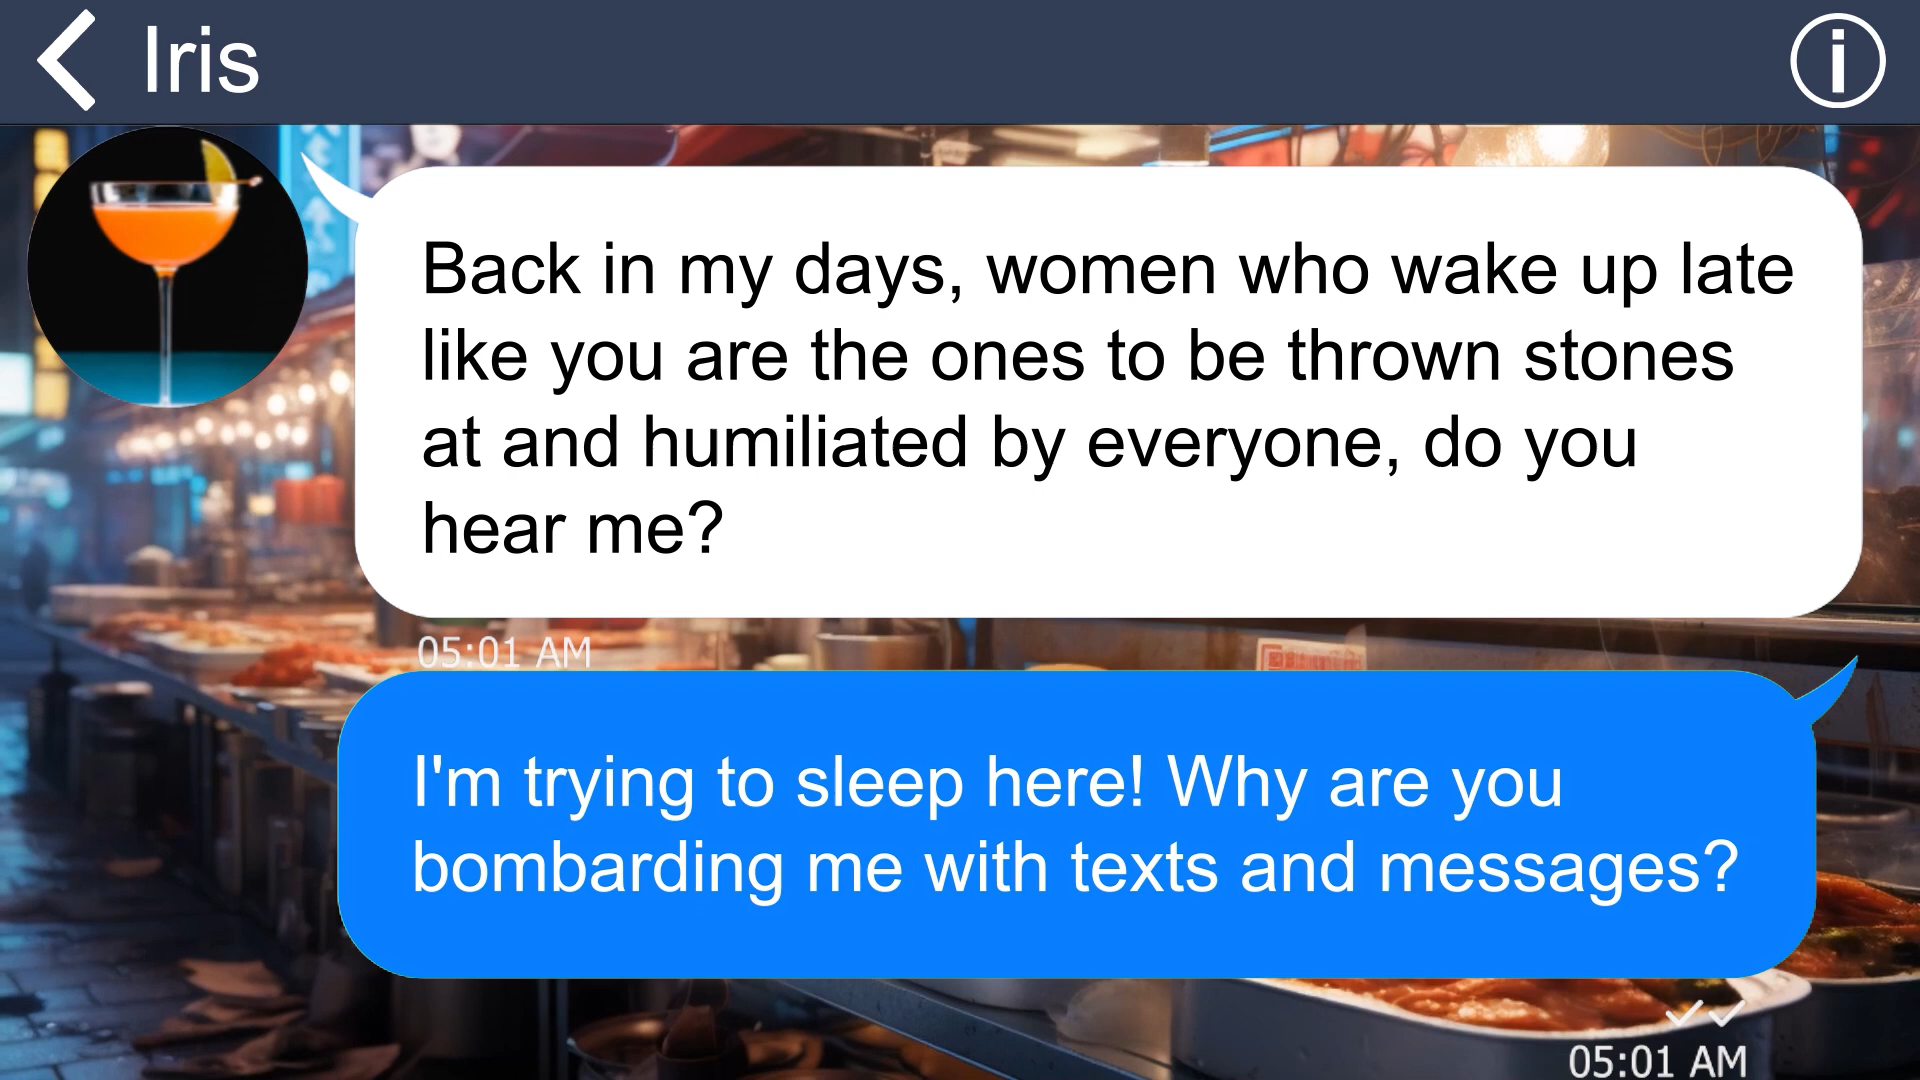 Iris
Back in my days, women who wake up late
like you are the ones to be thrown stones
at and humiliated by everyone, do you
hear me?
05:01 AM
I'm trying to sleep here! Why are you
bombarding me with texts and messages?
05:01 AM